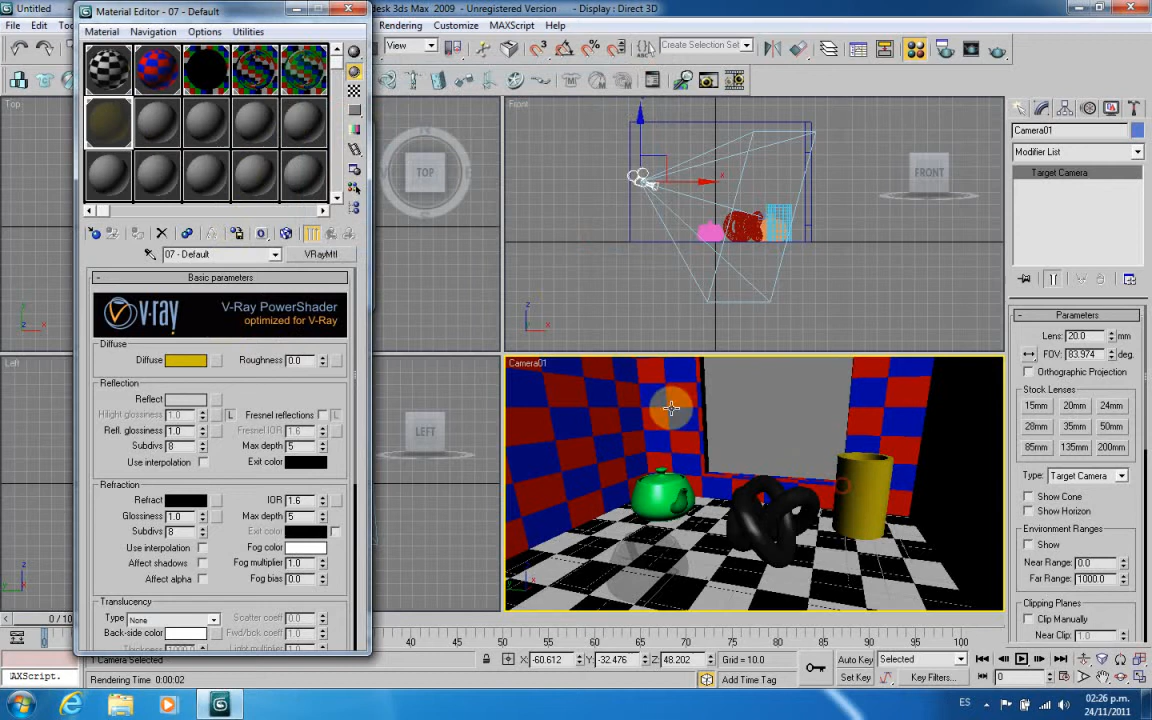 Untitled
Material Editor - 07 - Default
desk 3ds Max 2009 - Unregistered Version - Display : Direct 3D
File Edit
Material Navigation Options Utilities
Rendering Customize MAXScript Help
View
Create Selection Set
Top
TOP
Front
FRONT
Camera01
Modifier List
Target Camera
07 - Default
VRayMtl
Basic parameters
v·ray
V-Ray PowerShader
optimized for V-Ray
Diffuse
Diffuse
Roughness 0.0
Reflection
Reflect
Hilight glossiness 1.0
L
Fresnel reflections
L
Refl. glossiness 1.0
Fresnel IOR 1.6
Subdivs 8
Max depth 5
Use interpolation
Exit color
Refraction
Refract
IOR 1.6
Glossiness 1.0
Max depth 5
Subdivs 8
Exit color
Use interpolation
Fog color
Affect shadows
Fog multiplier 1.0
Affect alpha
Fog bias 0.0
Translucency
Type None
Scatter coeff 0.0
Back-side color
Fwd/bck coeff 1.0
Left
LEFT
Camera01
Parameters
Lens: 20.0 mm
FOV: 83.974 deg.
Orthographic Projection
Stock Lenses
15mm 20mm 24mm
28mm 35mm 50mm
85mm 135mm 200mm
Type: Target Camera
Show Cone
Show Horizon
Environment Ranges
Show
Near Range: 0.0
Far Range: 1000.0
Clipping Planes
Clip Manually
Near Clip: 1.0
0 / 10
40 45 50 55 60 65 70 75 80 85 90 95 100
1 Camera Selected
X: -60.612 Y: -32.476 Z: 48.202 Grid = 10.0
Auto Key Selected
AXScript.
Rendering Time 0:00:02
Add Time Tag
Set Key
Key Filters...
0
ES
02:26 p.m.
24/11/2011